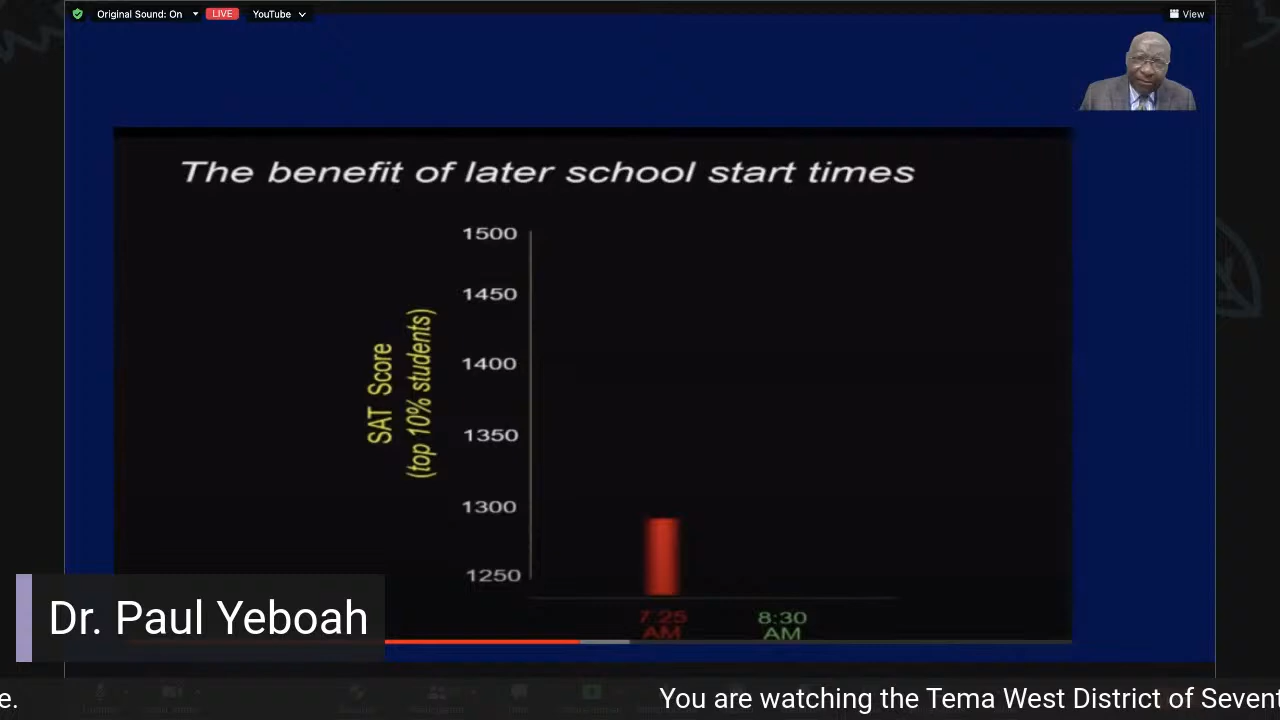 Original Sound: On
LIVE
YouTube
View
The benefit of later school start times
1500
1450
1400
1350
1300
1250
SAT Score
(top 10% students)
7:25
AM
8:30
AM
Dr. Paul Yeboah
e.
You are watching the Tema West District of Sevent